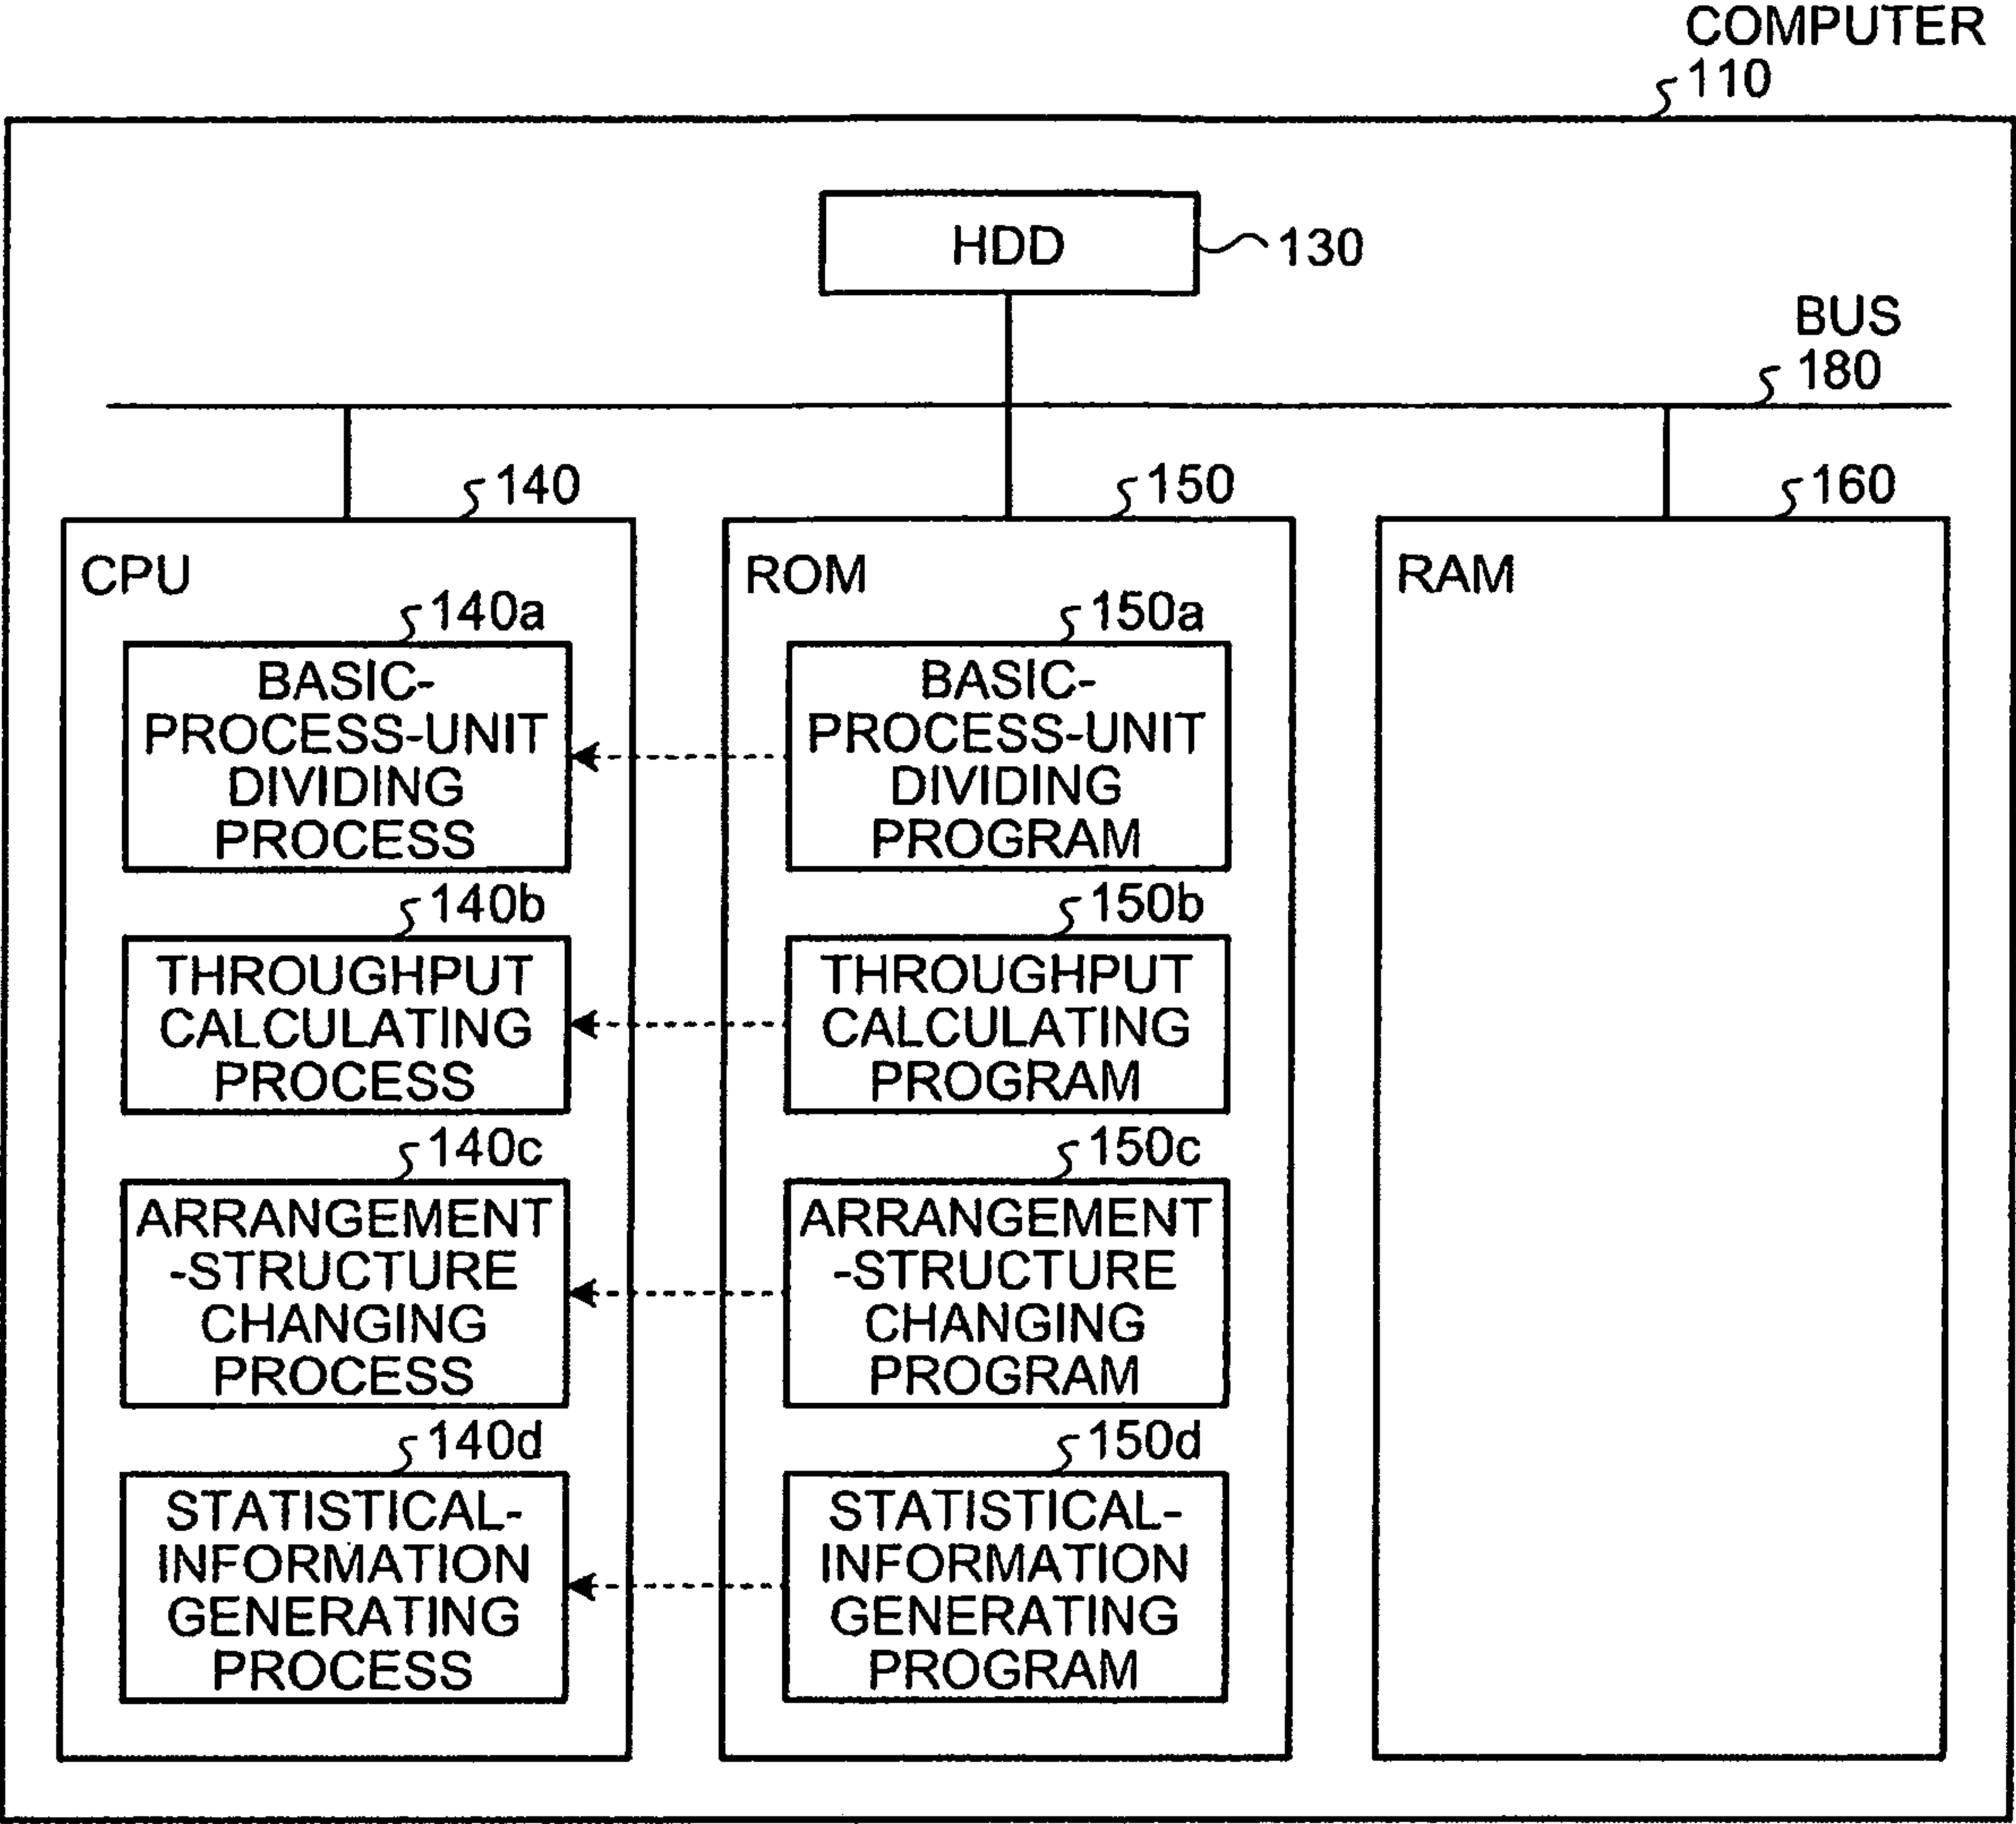 COMPUTER
110
HDD
130
BUS
180
140
150
160
CPU
ROM
RAM
140a
BASIC-
PROCESS-UNIT
DIVIDING
PROCESS
150a
BASIC-
PROCESS-UNIT
DIVIDING
PROGRAM
140b
THROUGHPUT
CALCULATING
PROCESS
150b
THROUGHPUT
CALCULATING
PROGRAM
140c
ARRANGEMENT
-STRUCTURE
CHANGING
PROCESS
150c
ARRANGEMENT
-STRUCTURE
CHANGING
PROGRAM
140d
STATISTICAL-
INFORMATION
GENERATING
PROCESS
150d
STATISTICAL-
INFORMATION
GENERATING
PROGRAM